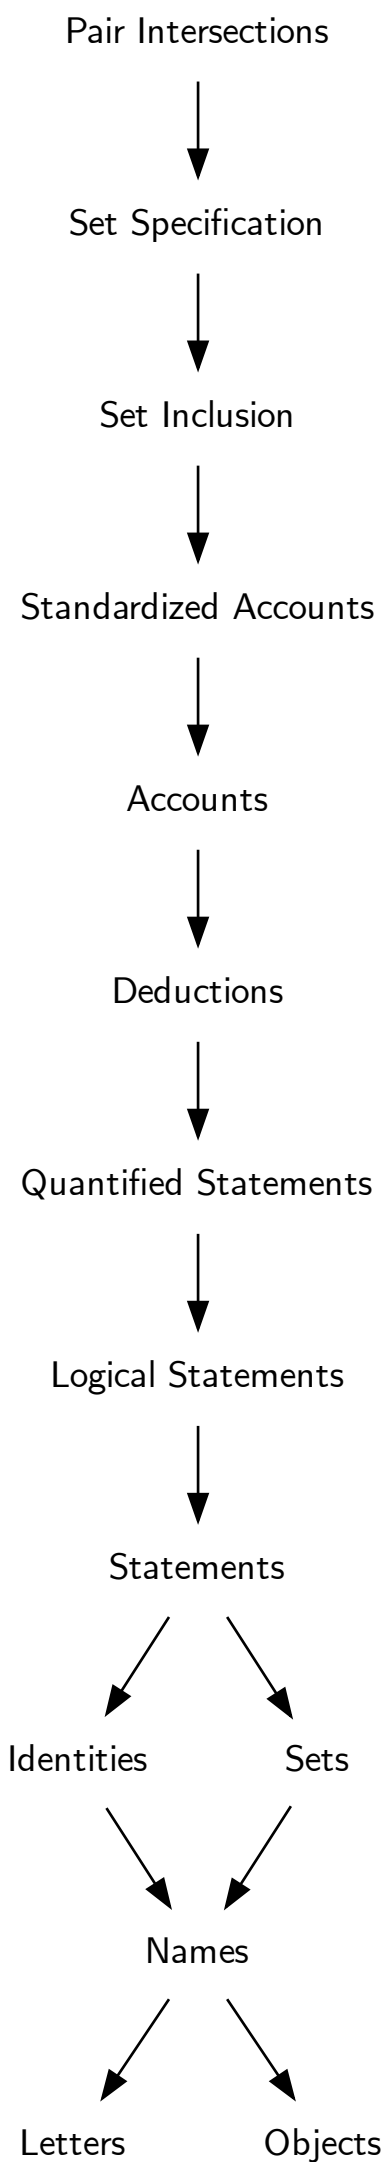 Pair Intersections
Set Specification
Set Inclusion
Standardized Accounts
Accounts
Deductions
Quantified Statements
Logical Statements
Statements
Identities
Sets
Names
Letters
Objects